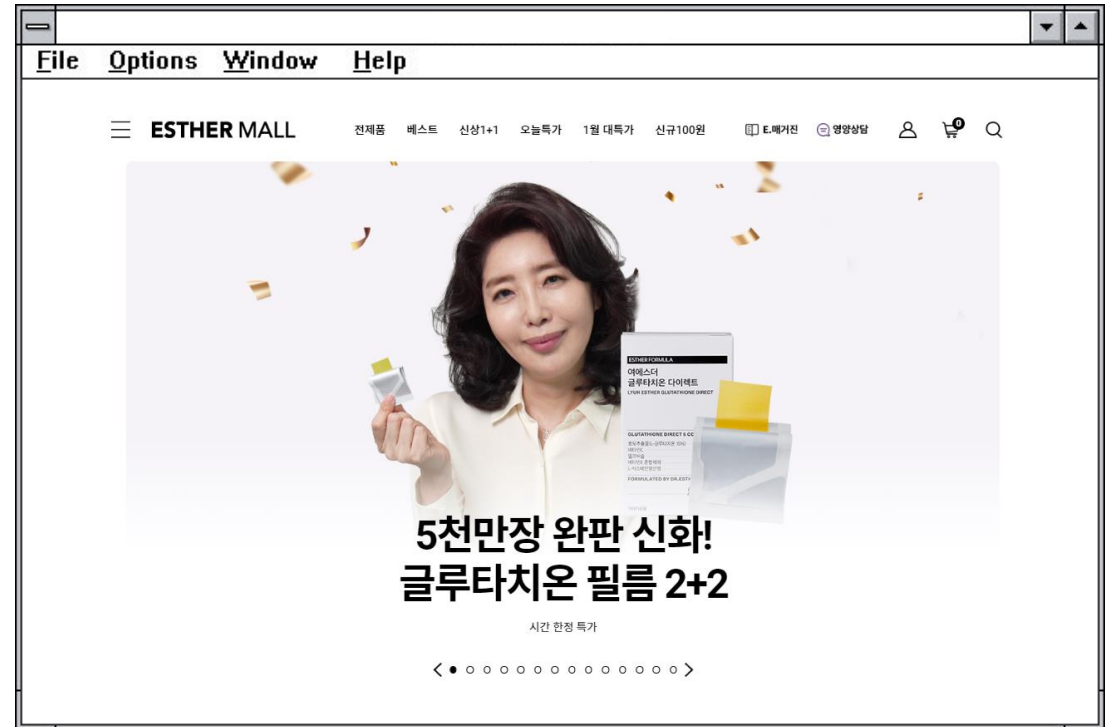 File Options Window Help
ESTHER MALL 전제품 베스트 신상1+1 오늘특가 1월 대특가 신규100원 E.매거진 영양상담 0
ESTHER FORMULA
여에스더
글루타치온 다이렉트
LYUH ESTHER GLUTATHIONE DIRECT
GLUTATHIONE DIRECT 5
FORMULATED BY DR.ESTH
5천만장 완판 신화!
글루타치온 필름 2+2
시간 한정 특가